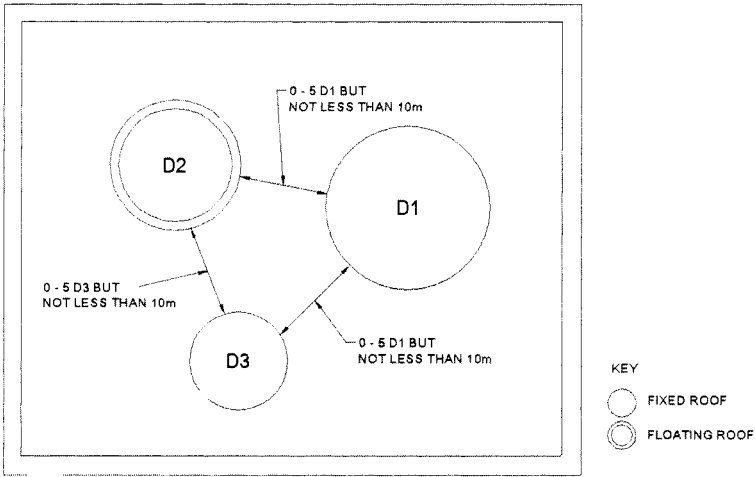 0 - 5 D1 BUT
NOT LESS THAN 10m
D2
D1
0 - 5 D3 BUT
NOT LESS THAN 10m
0 - 5 D1 BUT
NOT LESS THAN 10m
D3
KEY
FIXED ROOF
FLOATING ROOF